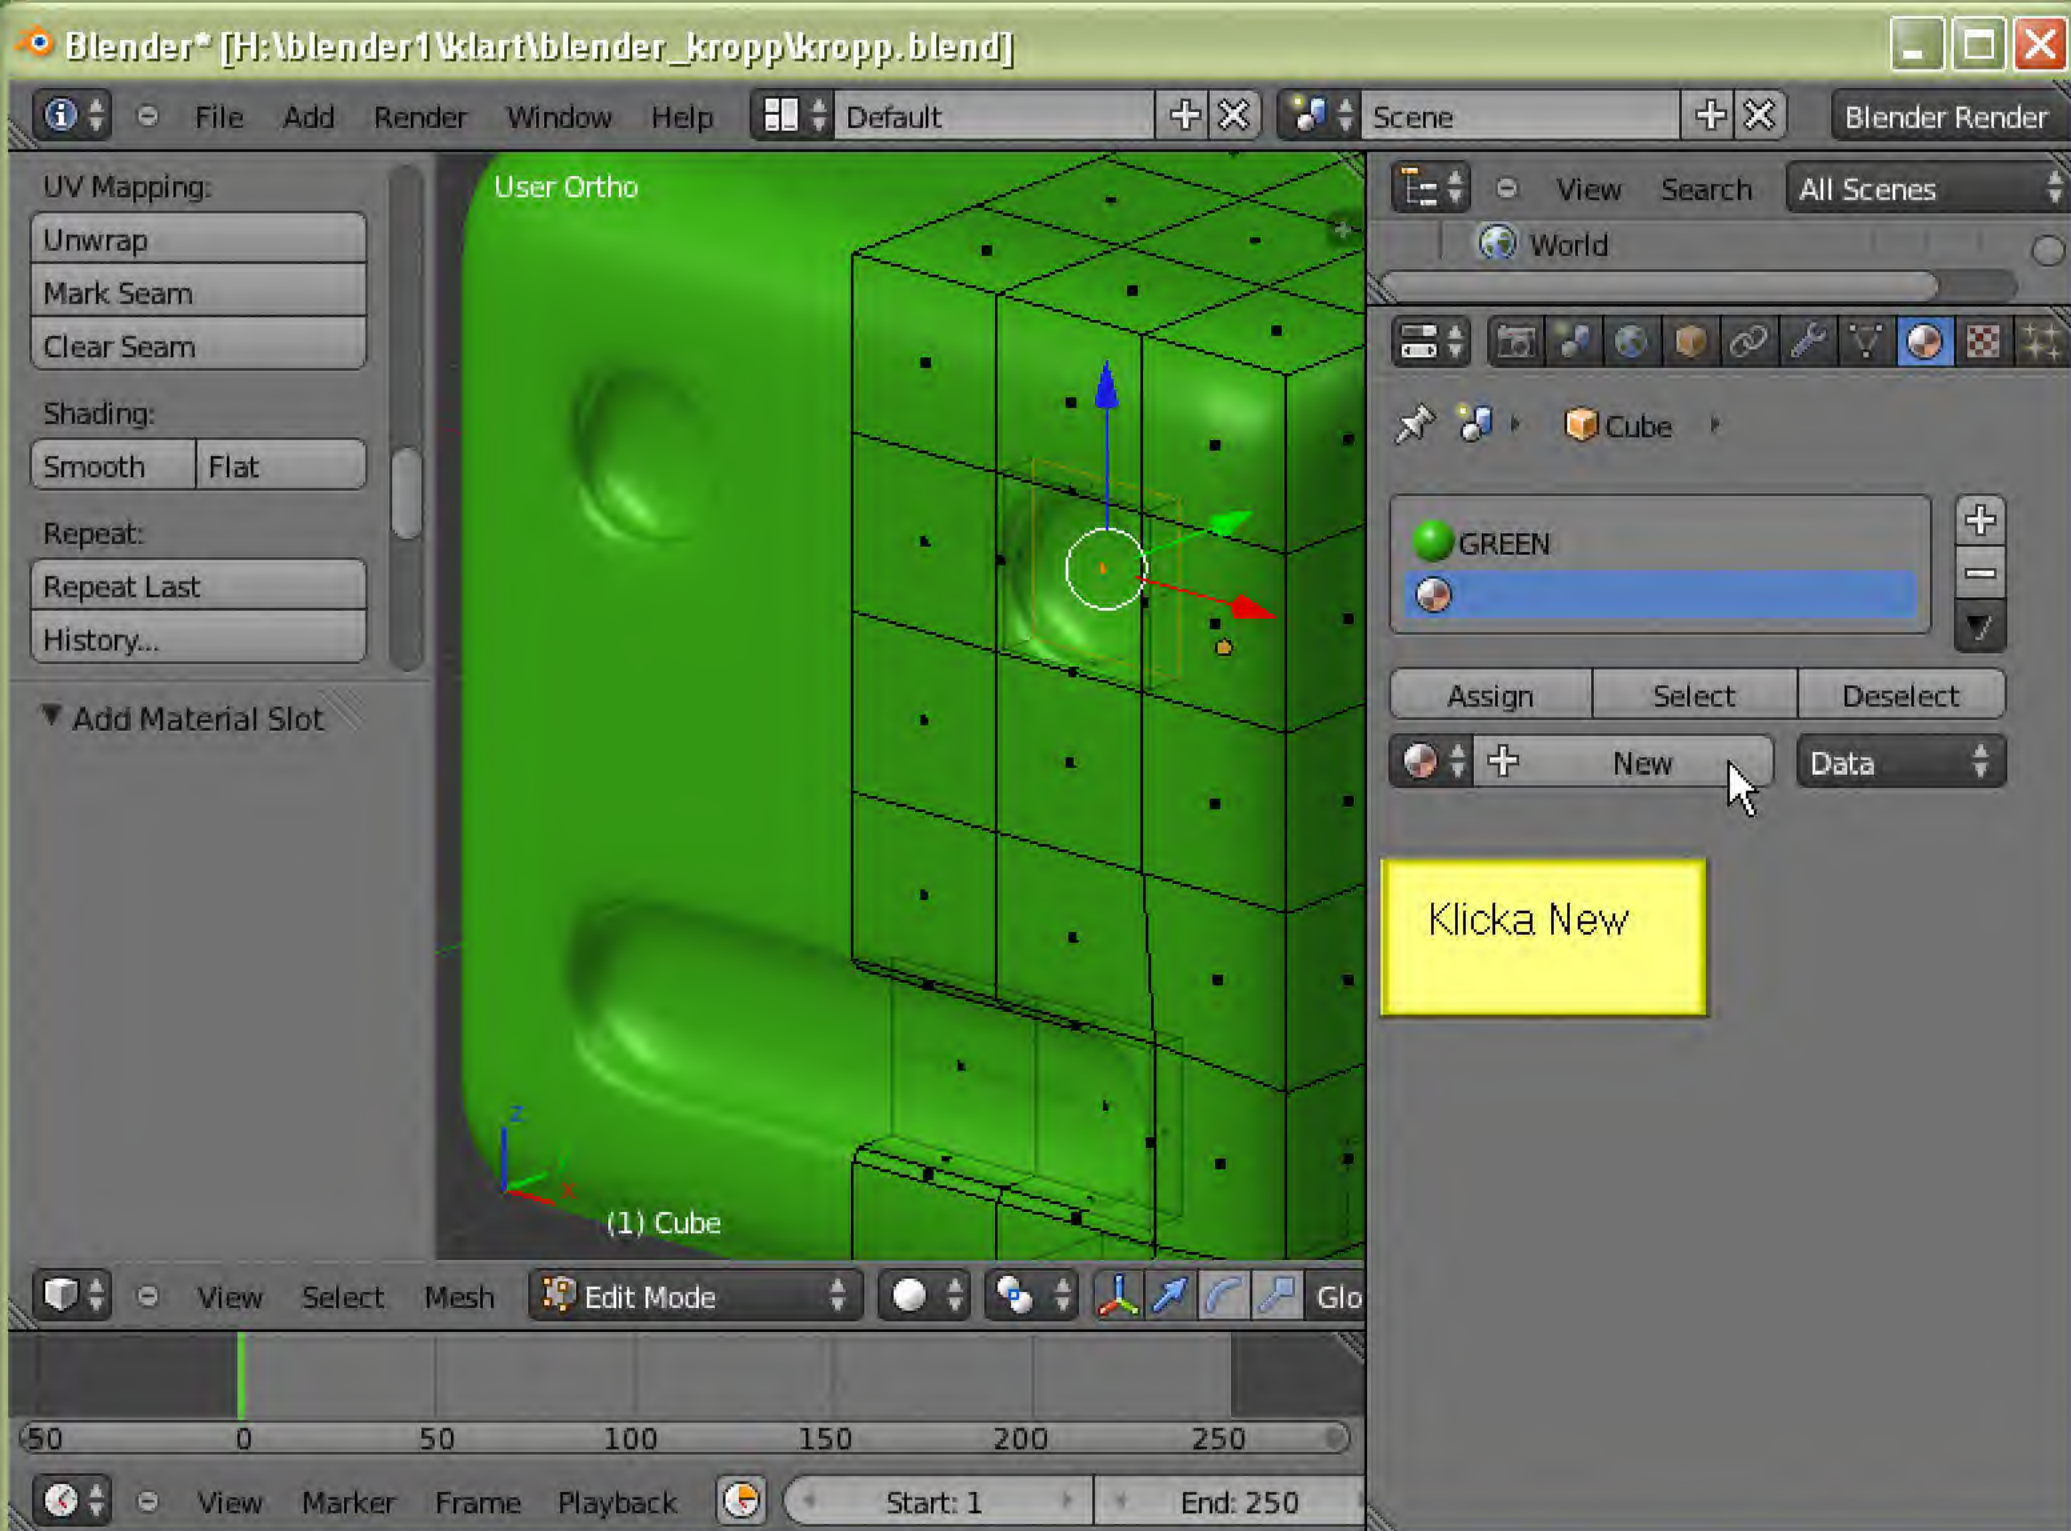 Blender* [H:\blender1\klart\blender_kropp\kropp.blend]
File Add Render Window Help Default Scene Blender Render
UV Mapping:
Unwrap
Mark Seam
Clear Seam
Shading:
Smooth Flat
Repeat:
Repeat Last
History...
Add Material Slot
User Ortho
z
x
(1) Cube
View Search All Scenes
World
Cube
GREEN
Assign Select Deselect
New Data
Klicka New
View Select Mesh Edit Mode Glo
-50 0 50 100 150 200 250
View Marker Frame Playback Start: 1 End: 250